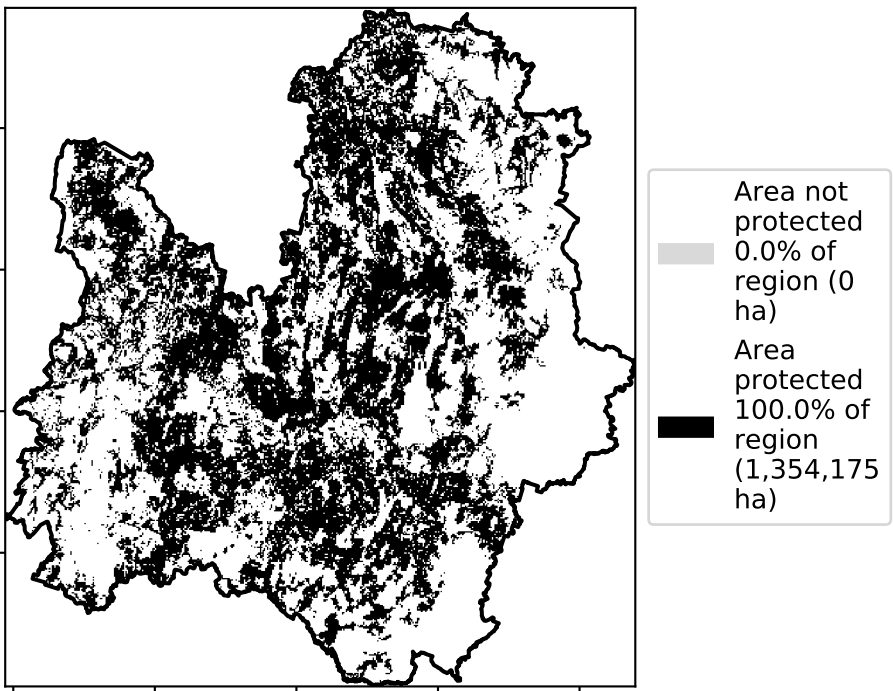 Area not
protected
0.0% of
region (0
ha)
Area
protected
100.0% of
region
(1,354,175
ha)